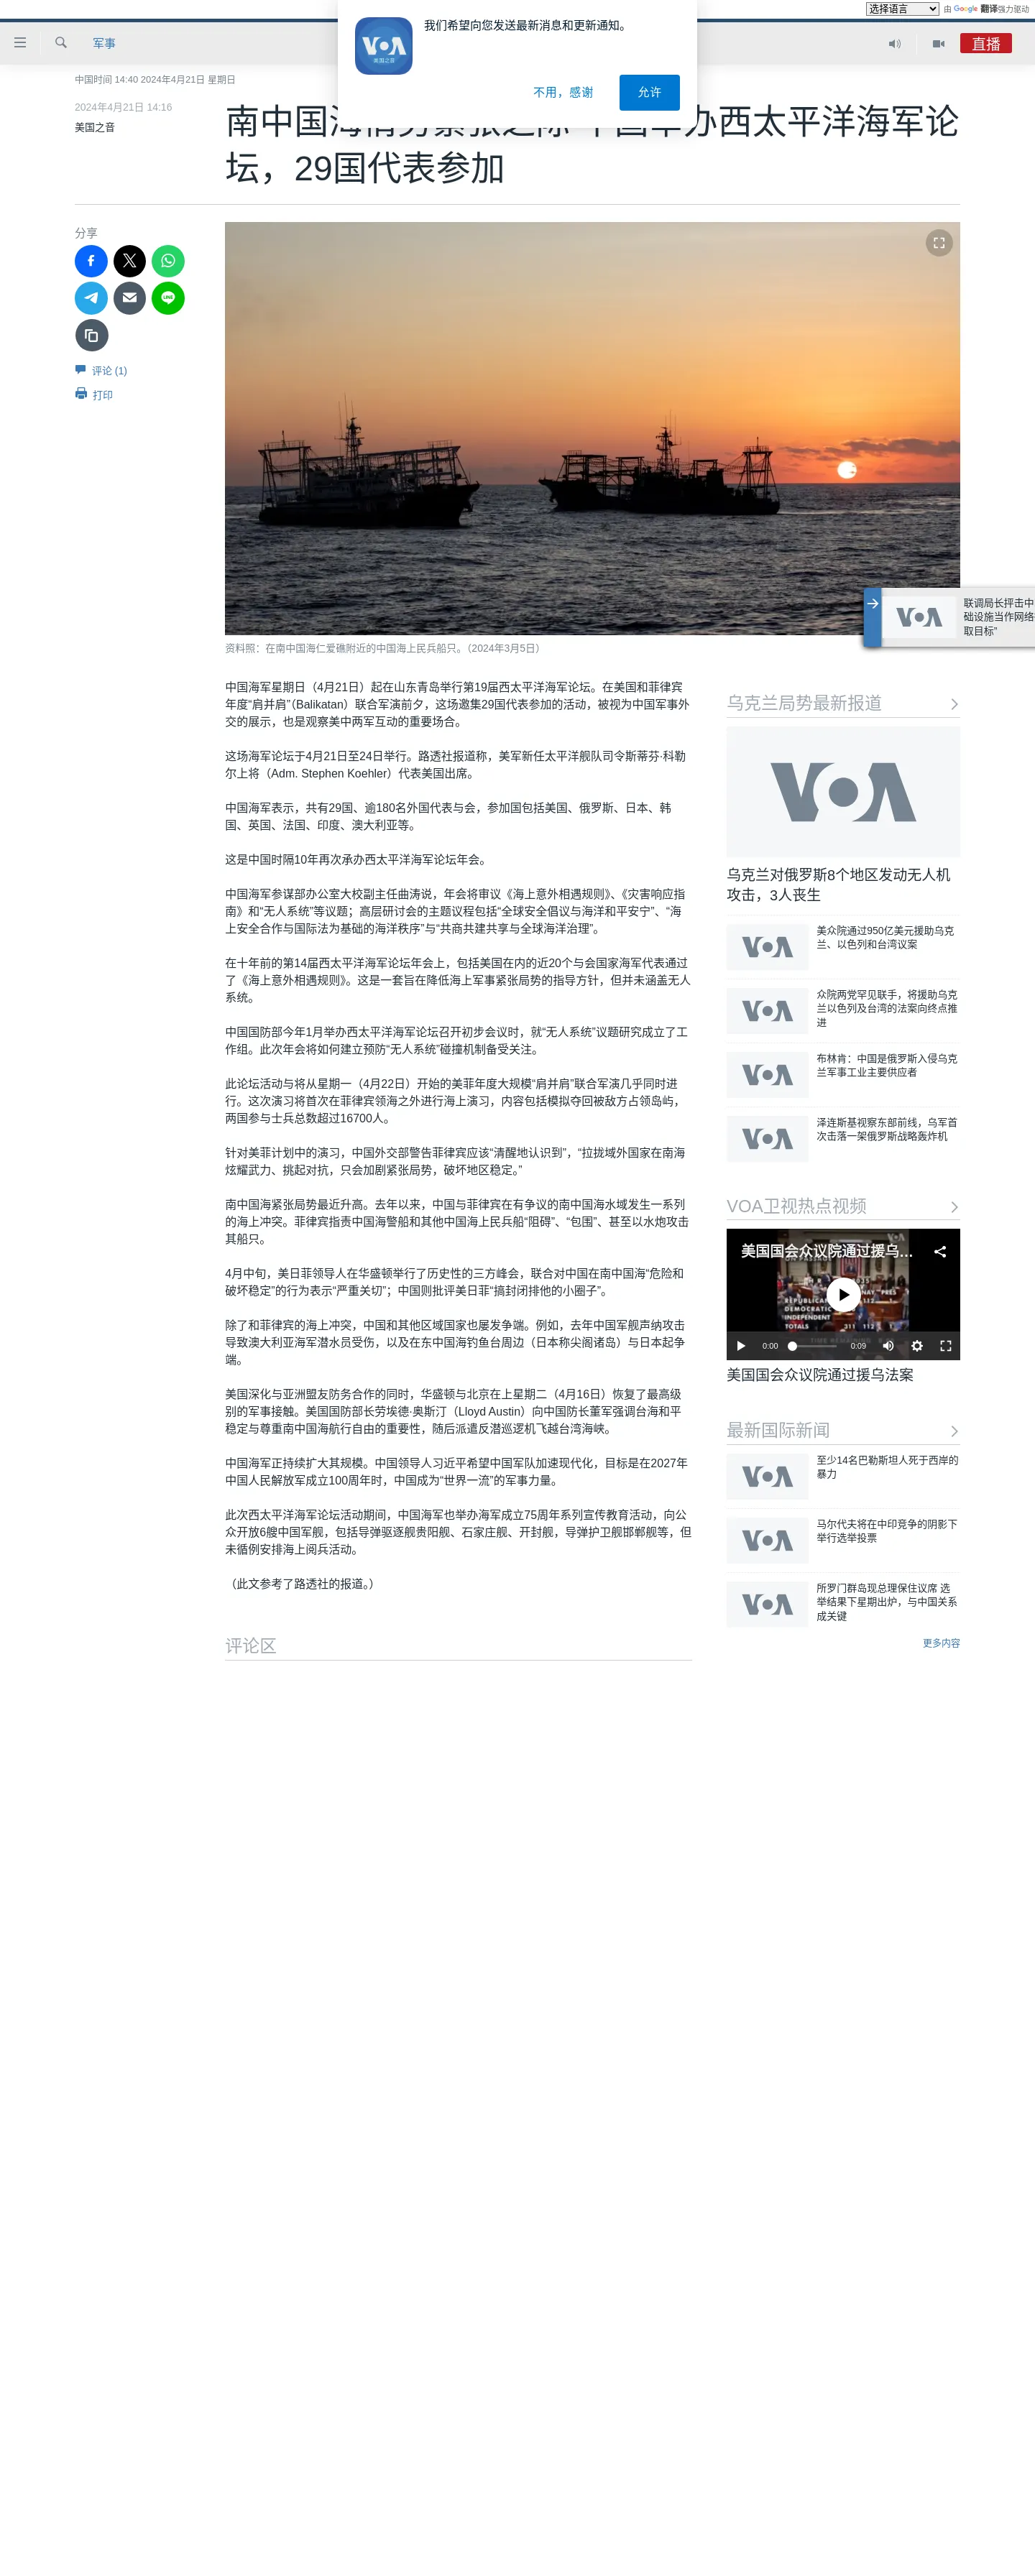 选择语言
由 Google 翻译强力驱动
我们希望向您发送最新消息和更新通知。
不用，感谢
允许
VOA
美国之音
军事
直播
中国时间 14:40 2024年4月21日 星期日
2024年4月21日 14:16
美国之音
南中国海情势紧张之际 中国举办西太平洋海军论
坛，29国代表参加
分享
LINE
评论 (1)
打印
联调局长抨击中
础设施当作网络
取目标”
VOA
资料照：在南中国海仁爱礁附近的中国海上民兵船只。（2024年3月5日）
中国海军星期日（4月21日）起在山东青岛举行第19届西太平洋海军论坛。在美国和菲律宾
年度“肩并肩”（Balikatan）联合军演前夕，这场邀集29国代表参加的活动，被视为中国军事外
交的展示，也是观察美中两军互动的重要场合。
这场海军论坛于4月21日至24日举行。路透社报道称，美军新任太平洋舰队司令斯蒂芬·科勒
尔上将（Adm. Stephen Koehler）代表美国出席。
中国海军表示，共有29国、逾180名外国代表与会，参加国包括美国、俄罗斯、日本、韩
国、英国、法国、印度、澳大利亚等。
这是中国时隔10年再次承办西太平洋海军论坛年会。
中国海军参谋部办公室大校副主任曲涛说，年会将审议《海上意外相遇规则》、《灾害响应指
南》和“无人系统”等议题；高层研讨会的主题议程包括“全球安全倡议与海洋和平安宁”、“海
上安全合作与国际法为基础的海洋秩序”与“共商共建共享与全球海洋治理”。
在十年前的第14届西太平洋海军论坛年会上，包括美国在内的近20个与会国家海军代表通过
了《海上意外相遇规则》。这是一套旨在降低海上军事紧张局势的指导方针，但并未涵盖无人
系统。
中国国防部今年1月举办西太平洋海军论坛召开初步会议时，就“无人系统”议题研究成立了工
作组。此次年会将如何建立预防“无人系统”碰撞机制备受关注。
此论坛活动与将从星期一（4月22日）开始的美菲年度大规模“肩并肩”联合军演几乎同时进
行。这次演习将首次在菲律宾领海之外进行海上演习，内容包括模拟夺回被敌方占领岛屿，
两国参与士兵总数超过16700人。
针对美菲计划中的演习，中国外交部警告菲律宾应该“清醒地认识到”，“拉拢域外国家在南海
炫耀武力、挑起对抗，只会加剧紧张局势，破坏地区稳定。”
南中国海紧张局势最近升高。去年以来，中国与菲律宾在有争议的南中国海水域发生一系列
的海上冲突。菲律宾指责中国海警船和其他中国海上民兵船“阻碍”、“包围”、甚至以水炮攻击
其船只。
4月中旬，美日菲领导人在华盛顿举行了历史性的三方峰会，联合对中国在南中国海“危险和
破坏稳定”的行为表示“严重关切”；中国则批评美日菲“搞封闭排他的小圈子”。
除了和菲律宾的海上冲突，中国和其他区域国家也屡发争端。例如，去年中国军舰声纳攻击
导致澳大利亚海军潜水员受伤，以及在东中国海钓鱼台周边（日本称尖阁诸岛）与日本起争
端。
美国深化与亚洲盟友防务合作的同时，华盛顿与北京在上星期二（4月16日）恢复了最高级
别的军事接触。美国国防部长劳埃德·奥斯汀（Lloyd Austin）向中国防长董军强调台海和平
稳定与尊重南中国海航行自由的重要性，随后派遣反潜巡逻机飞越台湾海峡。
中国海军正持续扩大其规模。中国领导人习近平希望中国军队加速现代化，目标是在2027年
中国人民解放军成立100周年时，中国成为“世界一流”的军事力量。
此次西太平洋海军论坛活动期间，中国海军也举办海军成立75周年系列宣传教育活动，向公
众开放6艘中国军舰，包括导弹驱逐舰贵阳舰、石家庄舰、开封舰，导弹护卫舰邯郸舰等，但
未循例安排海上阅兵活动。
（此文参考了路透社的报道。）
评论区
乌克兰局势最新报道
VOA
乌克兰对俄罗斯8个地区发动无人机
攻击，3人丧生
VOA
美众院通过950亿美元援助乌克
兰、以色列和台湾议案
VOA
众院两党罕见联手，将援助乌克
兰以色列及台湾的法案向终点推
进
VOA
布林肯：中国是俄罗斯入侵乌克
兰军事工业主要供应者
VOA
泽连斯基视察东部前线，乌军首
次击落一架俄罗斯战略轰炸机
VOA卫视热点视频
美国国会众议院通过援乌…
0:00
0:09
美国国会众议院通过援乌法案
最新国际新闻
VOA
至少14名巴勒斯坦人死于西岸的
暴力
VOA
马尔代夫将在中印竞争的阴影下
举行选举投票
VOA
所罗门群岛现总理保住议席 选
举结果下星期出炉，与中国关系
成关键
更多内容